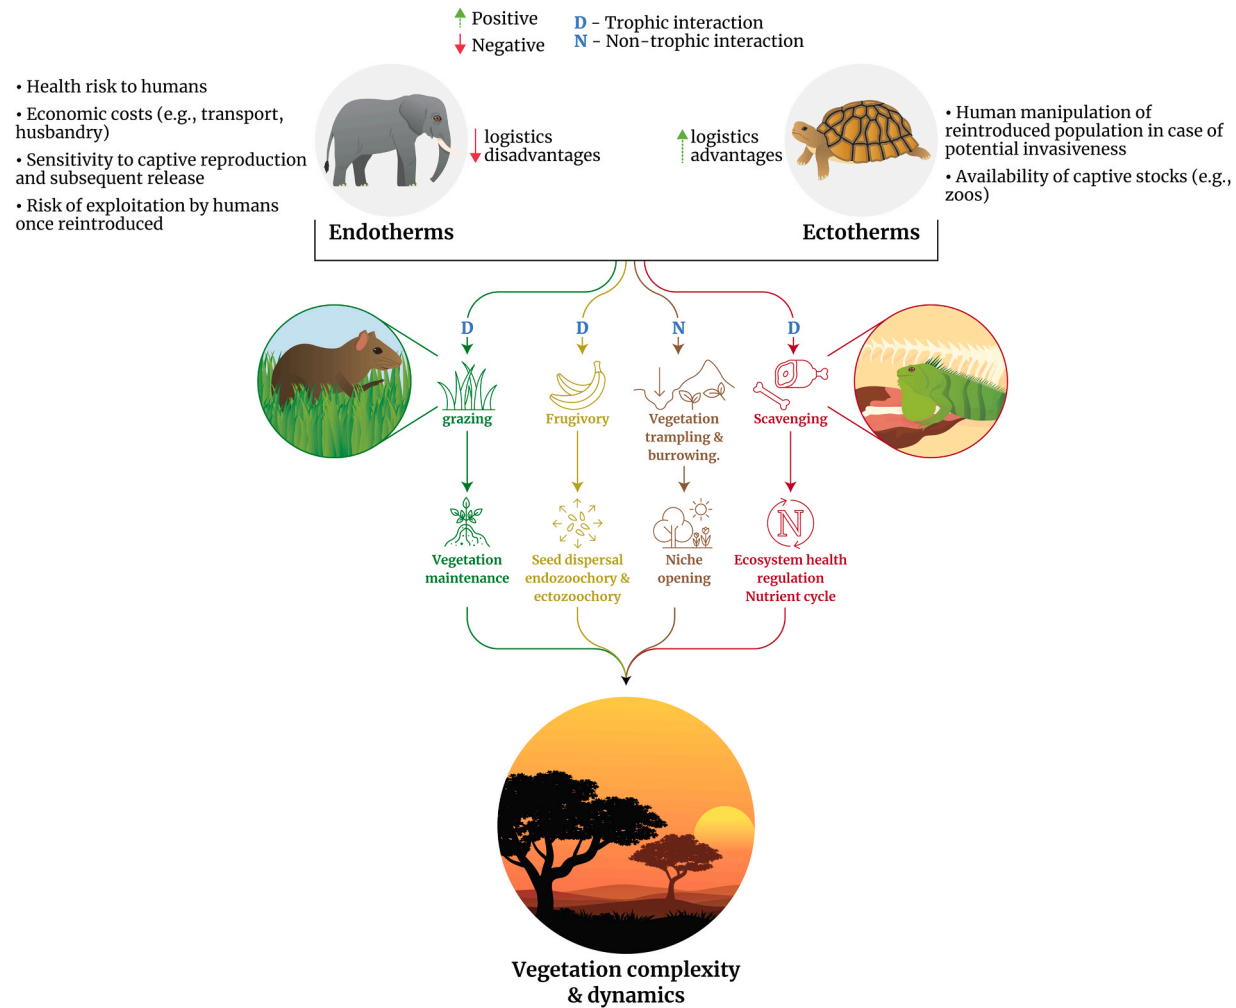 Positive
Negative
D - Trophic interaction
N - Non-trophic interaction
• Health risk to humans
• Economic costs (e.g., transport,
husbandry)
• Sensitivity to captive reproduction
and subsequent release
• Risk of exploitation by humans
once reintroduced
logistics
disadvantages
Endotherms
logistics
advantages
Ectotherms
• Human manipulation of
reintroduced population in case of
potential invasiveness
• Availability of captive stocks (e.g.,
zoos)
D
D
N
D
grazing
Frugivory
Vegetation
trampling &
burrowing.
Scavenging
N
Vegetation
maintenance
Seed dispersal
endozoochory &
ectozoochory
Niche
opening
Ecosystem health
regulation
Nutrient cycle
Vegetation complexity
& dynamics